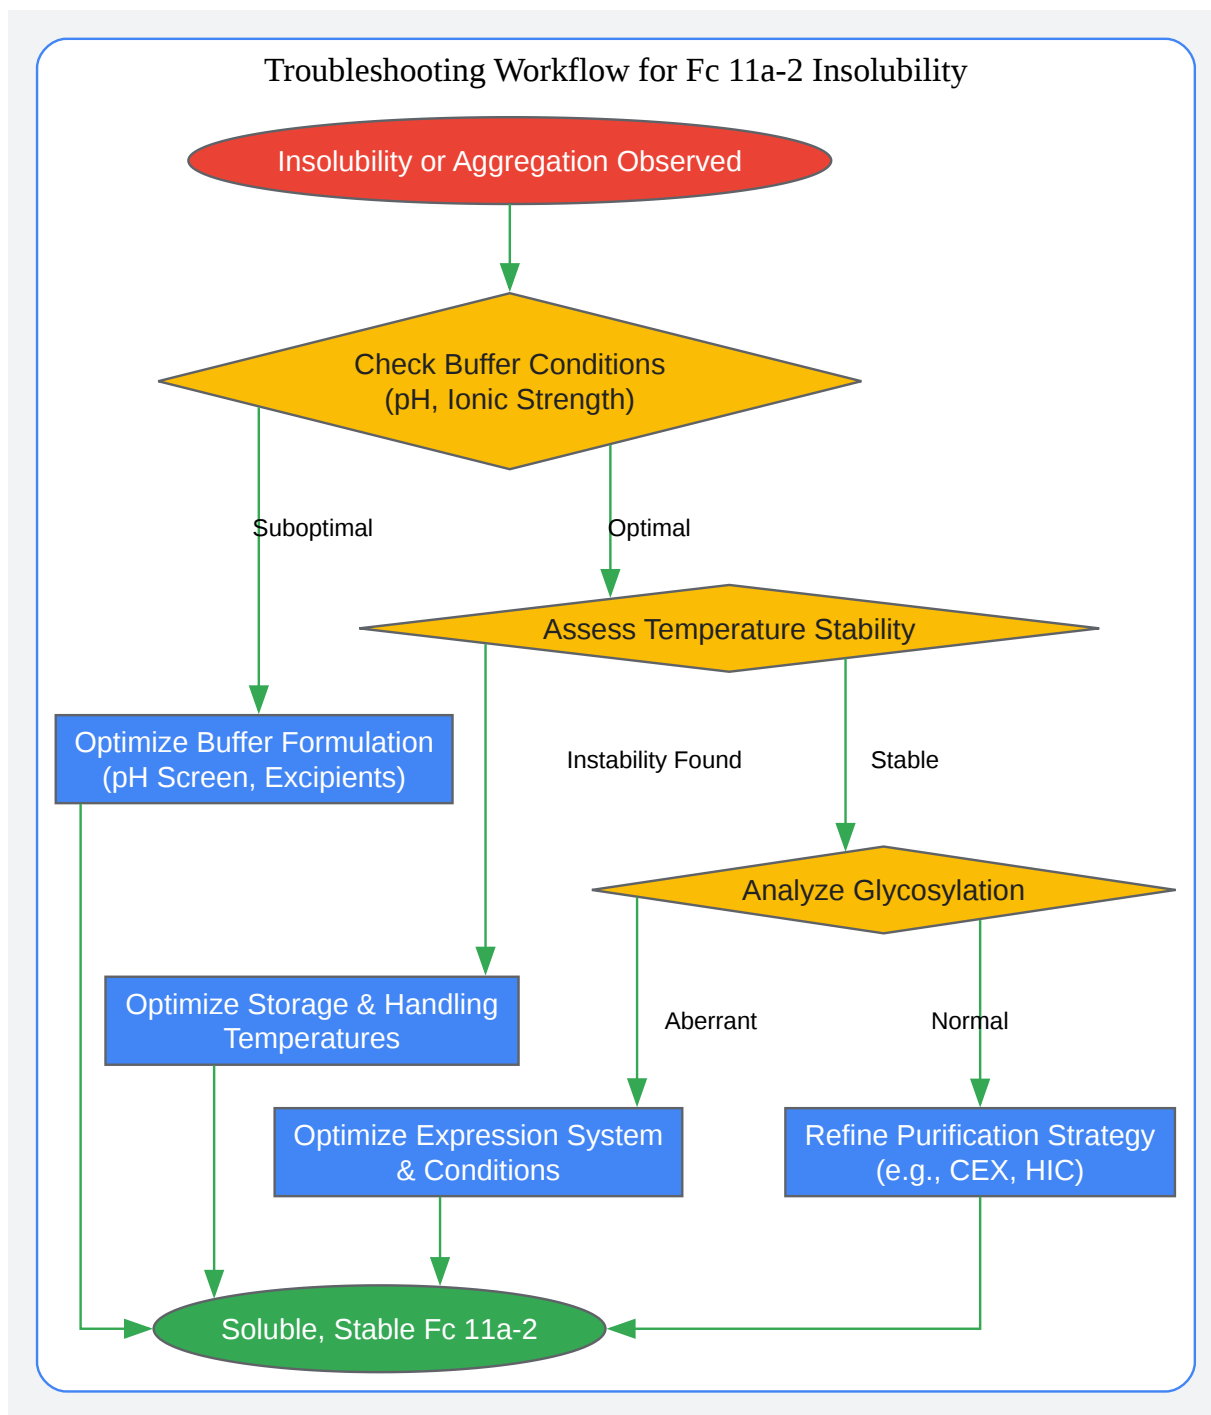 Troubleshooting Workflow for Fc 11a-2 Insolubility
Insolubility or Aggregation Observed
Check Buffer Conditions
(pH, Ionic Strength)
Suboptimal
Optimal
Assess Temperature Stability
Optimize Buffer Formulation
(pH Screen, Excipients)
Instability Found
Stable
Analyze Glycosylation
Optimize Storage & Handling
Temperatures
Aberrant
Normal
Optimize Expression System
& Conditions
Refine Purification Strategy
(e.g., CEX, HIC)
Soluble, Stable Fc 11a-2